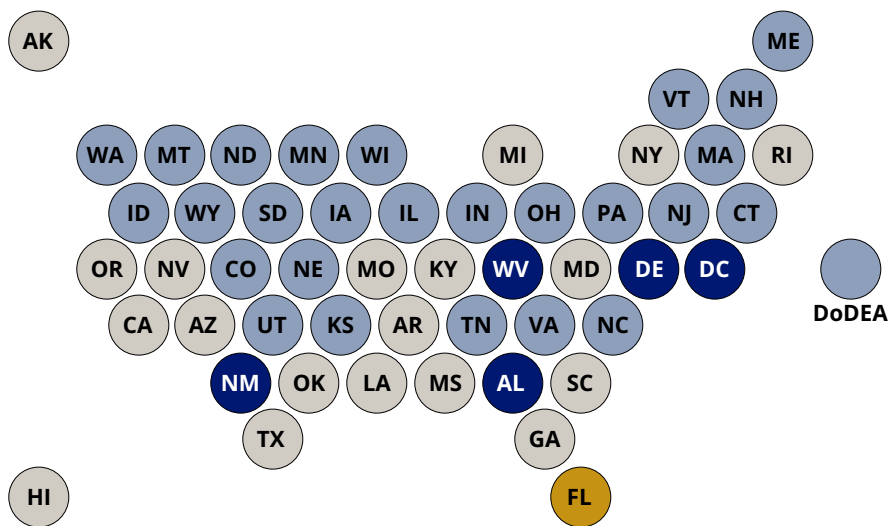 AK ME
VT NH
WA MT ND MN WI MI NY MA RI
ID WY SD IA IL IN OH PA NJ CT
OR NV CO NE MO KY WV MD DE DC
CA AZ UT KS AR TN VA NC
DoDEA
NM OK LA MS AL SC
TX GA
HI FL